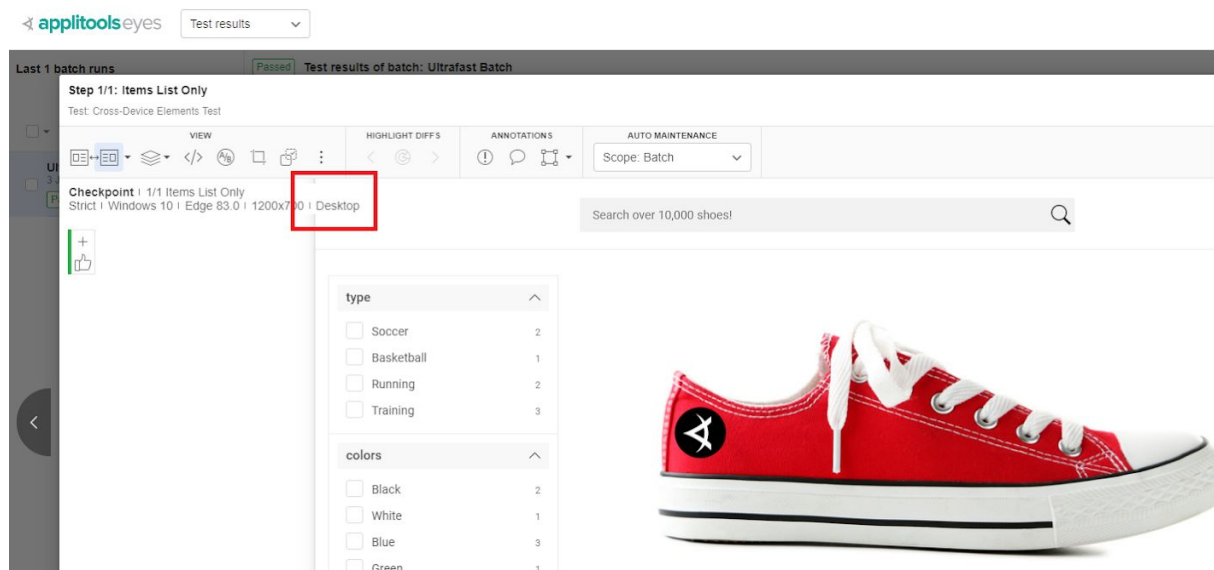 applitools eyes Test results
Last 1 batch runs Passed Test results of batch: Ultrafast Batch
Step 1/1: Items List Only
Test: Cross-Device Elements Test
VIEW HIGHLIGHT DIFFS ANNOTATIONS AUTO MAINTENANCE
Scope: Batch
Checkpoint | 1/1 Items List Only
Strict | Windows 10 | Edge 83.0 | 1200x700 | Desktop
Search over 10,000 shoes!
type
Soccer 2
Basketball 1
Running 2
Training 3
colors
Black 2
White 1
Blue 3
Green 1